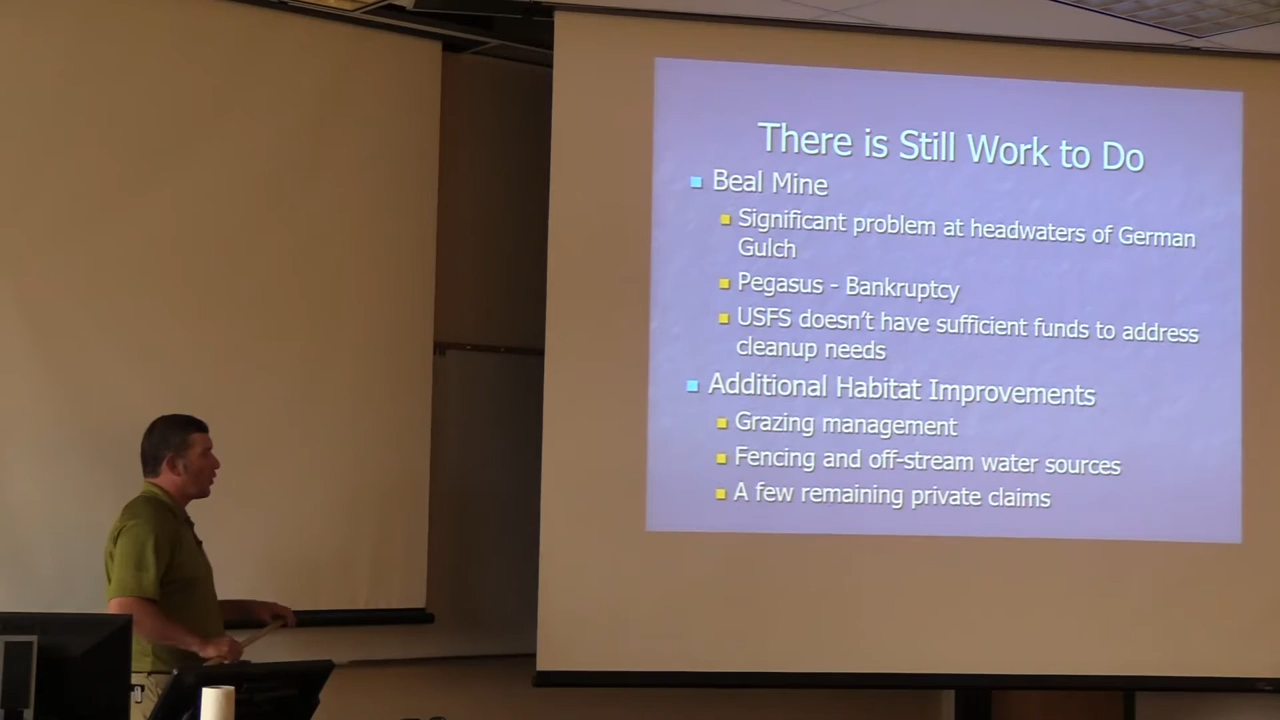 There is Still Work to Do
Beal Mine
Significant problem at headwaters of German
Gulch
Pegasus - Bankruptcy
USFS doesn't have sufficient funds to address
cleanup needs
Additional Habitat Improvements
Grazing management
Fencing and off-stream water sources
A few remaining private claims